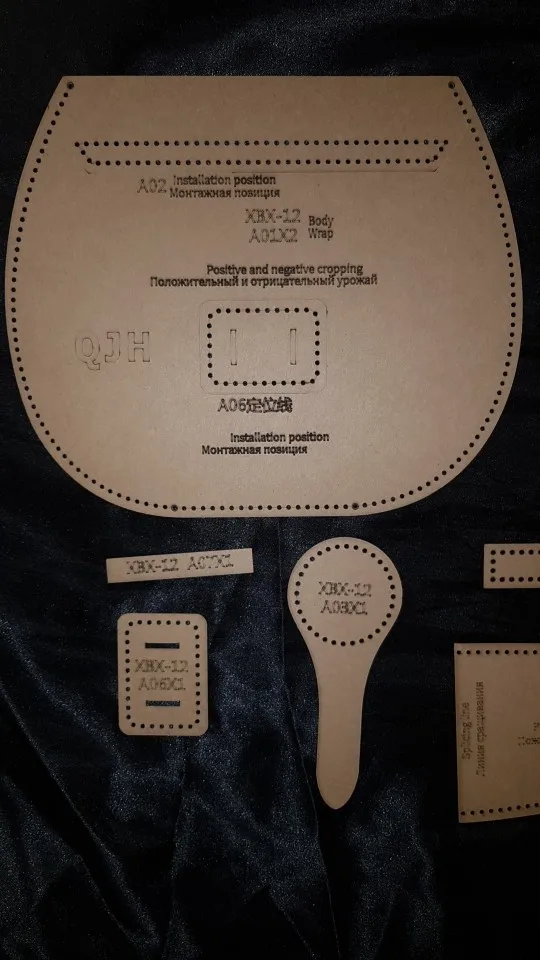 A02 Installation position
Монтажная позиция
XBX-12 Body
A01X2 Wrap
Positive and negative cropping
Положительный и отрицательный урожай
QJH
A06定位线
Installation position
Монтажная позиция
XBX-12 A07X1
XBX-12
A03X1
XBX-12
A06X1
Splicing line
Линия сращивания